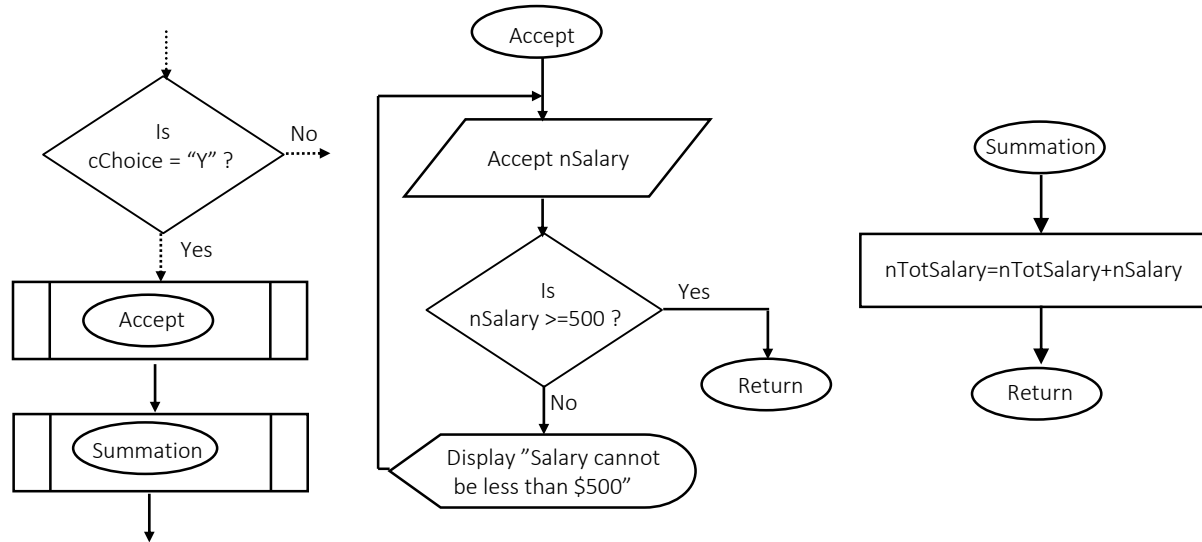 Is
cChoice = “Y” ?
No
Yes
Accept
Summation
Accept
Accept nSalary
Is
nSalary >=500 ?
Yes
Return
No
Display ”Salary cannot
be less than $500”
Summation
nTotSalary=nTotSalary+nSalary
Return